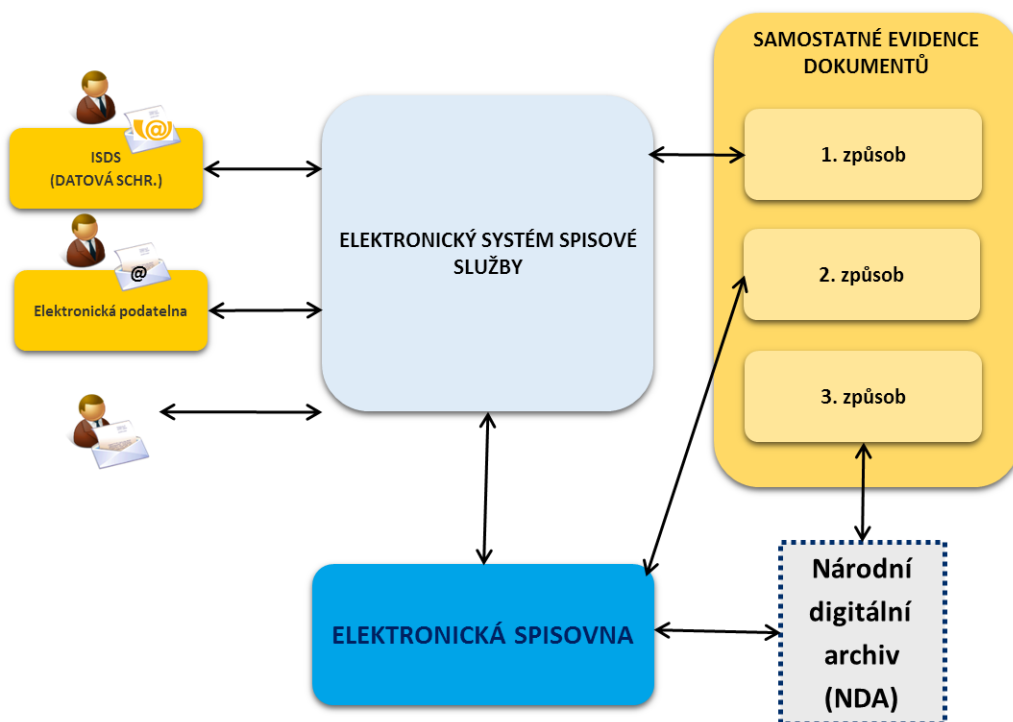 SAMOSTATNÉ EVIDENCE
DOKUMENTŮ
@
ISDS
(DATOVÁ SCHR.)
1. způsob
ELEKTRONICKÝ SYSTÉM SPISOVÉ
SLUŽBY
@
Elektronická podatelna
2. způsob
3. způsob
ELEKTRONICKÁ SPISOVNA
Národní
digitální
archiv
(NDA)